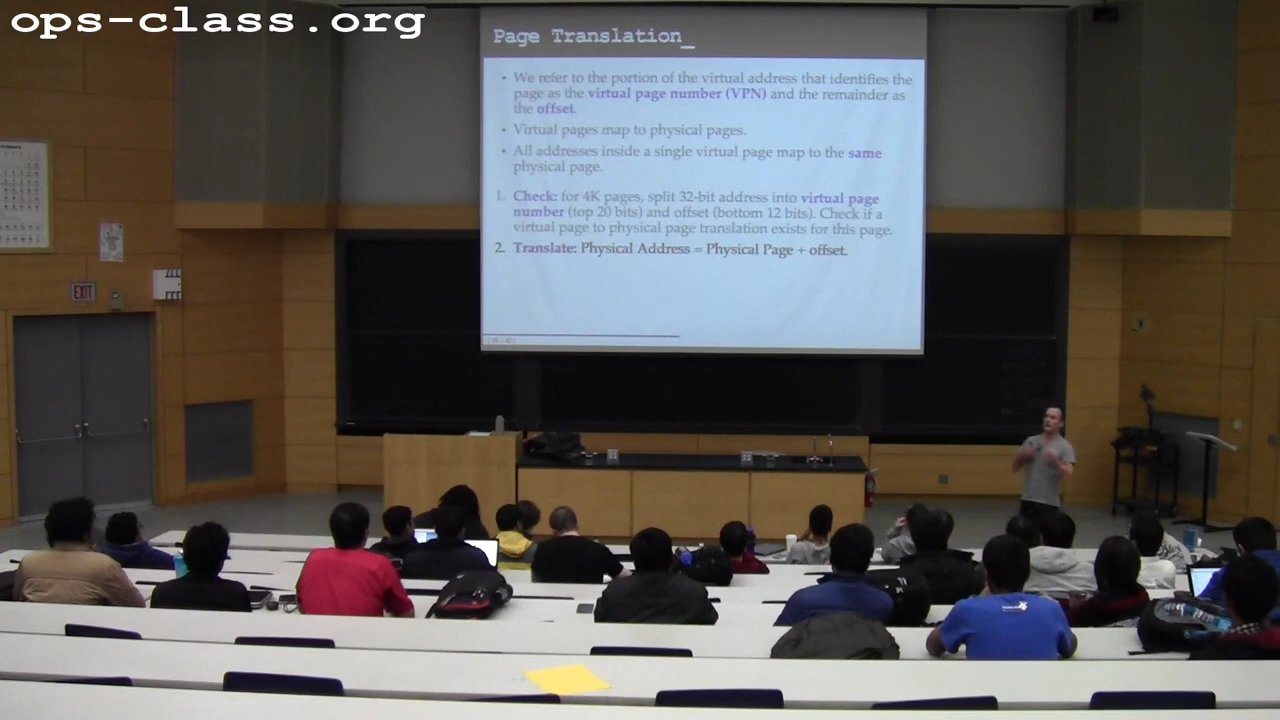 ops-class.org
Page Translation_
• We refer to the portion of the virtual address that identifies the
page as the virtual page number (VPN) and the remainder as
the offset.
• Virtual pages map to physical pages.
• All addresses inside a single virtual page map to the same
physical page.
1. Check: for 4K pages, split 32-bit address into virtual page
number (top 20 bits) and offset (bottom 12 bits). Check if a
virtual page to physical page translation exists for this page.
2. Translate: Physical Address = Physical Page + offset.
EXIT